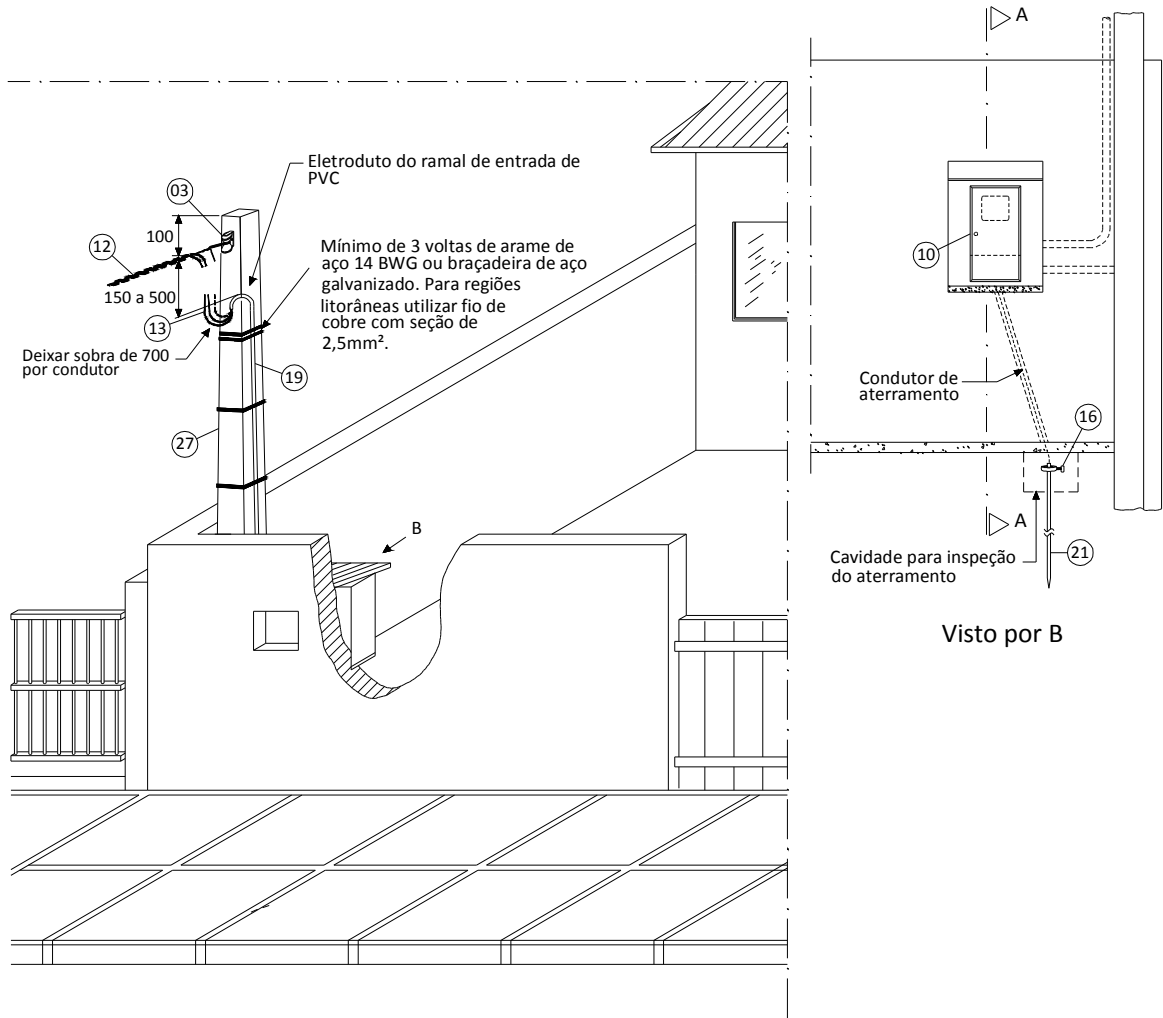 A
Eletroduto do ramal de entrada de
PVC
03
100
12
150 a 500
13
Deixar sobra de 700
por condutor
Mínimo de 3 voltas de arame de
aço 14 BWG ou braçadeira de aço
galvanizado. Para regiões
litorâneas utilizar fio de
cobre com seção de
2,5mm².
19
27
B
10
Condutor de
aterramento
16
A
21
Cavidade para inspeção
do aterramento
Visto por B